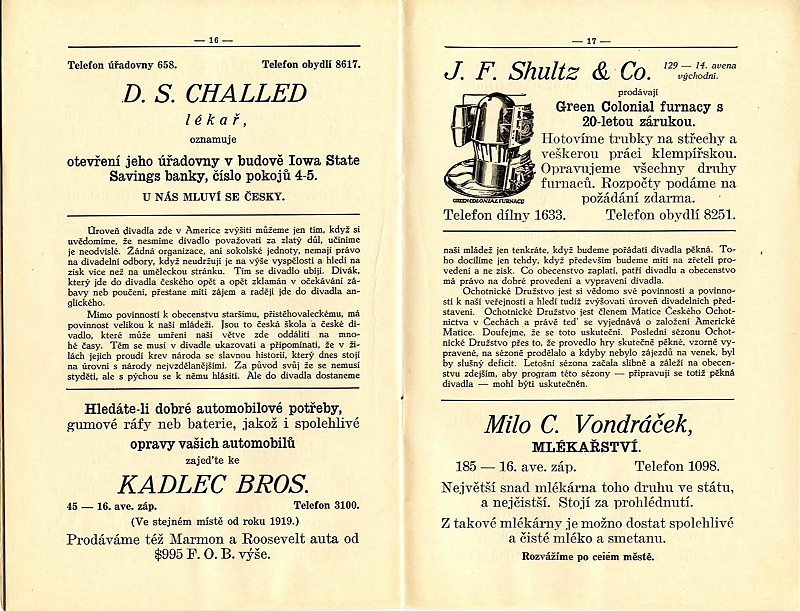 — 16 —
Telefon úřadovny 658. Telefon obydlí 8617.
D. S. CHALLED
lékař,
oznamuje
otevření jeho úřadovny v budově Iowa State
Savings banky, číslo pokojů 4-5.
U NÁS MLUVÍ SE ČESKY.
Úroveň divadla zde v Americe zvýšiti můžeme jen tím, když si
uvědomíme, že nesmíme divadlo považovati za zlatý důl, učiníme
je neodvislé. Žádná organizace, ani sokolské jednoty, nemají právo
na divadelní odbory, když neudržují je na výše vyspělosti a hledí na
zisk více než na uměleckou stránku. Tím se divadlo ubíjí. Divák,
který jde do divadla českého opět a opět zklamán v očekávání zá-
bavy neb poučení, přestane míti zájem a raději jde do divadla an-
glického.
Mimo povinností k obecenstvu staršímu, přistěhovaleckému, má
povinnost velikou k naší mládeži. Jsou to česká škola a české di-
vadlo, které může umření naší větve zde oddáliti na mno-
hé časy. Těm se musí v divadle ukazovati a připomínati, že v ži-
lách jejich proudí krev národa se slavnou historií, který dnes stojí
na úrovni s národy nejvzdělanějšími. Za původ svůj že se nemusí
styděti, ale s pýchou se k němu hlásiti. Ale do divadla dostaneme
Hledáte-li dobré automobilové potřeby,
gumové ráfy neb baterie, jakož i spolehlivé
opravy vašich automobilů
zajeďte ke
KADLEC BROS.
45 — 16. ave. záp. Telefon 3100.
(Ve stejném místě od roku 1919.)
Prodáváme též Marmon a Roosevelt auta od
$995 F. O. B. výše.
— 17 —
J. F. Shultz & Co. 129 — 14. avena
východní.
prodávají
Green Colonial furnacy s
20-letou zárukou.
Hotovíme trubky na střechy a
veškerou práci klempířskou.
Opravujeme všechny druhy
furnaců. Rozpočty podáme na
požádání zdarma.
GREEN COLONIAL FURNACE
Telefon dílny 1633. Telefon obydlí 8251.
naši mládež jen tenkráte, když budeme pořádati divadla pěkná. To-
ho docílíme jen tehdy, když především budeme míti na zřeteli pro-
vedení a ne zisk. Co obecenstvo zaplatí, patří divadlu a obecenstvo
má právo na dobré provedení a vypravení divadla.
Ochotnické Družstvo jest si vědomo své povinnosti a povinno-
sti k naší veřejnosti a hledí tudíž zvyšovati úroveň divadelních před-
stavení. Ochotnické Družstvo jest členem Matice Českého Ochot-
nictva v Čechách a právě teď se vyjednává o založení Americké
Matice. Doufejme, že se toto uskuteční. Poslední sézonu Ochot-
nické Družstvo přes to, že provedlo hry skutečně pěkné, vzorně vy-
pravené, na sézoně prodělalo a kdyby nebylo zájezdů na venek, byl
by slušný deficit. Letošní sézona začala slibně a záleží na obecen-
stvu zdejším, aby program této sézony — připravují se totiž pěkná
divadla — mohl býti uskutečněn.
Milo C. Vondráček,
MLÉKAŘSTVÍ.
185 — 16. ave. záp. Telefon 1098.
Největší snad mlékárna toho druhu ve státu,
a nejčistší. Stojí za prohlédnutí.
Z takové mlékárny je možno dostat spolehlivé
a čisté mléko a smetanu.
Rozvážíme po celém městě.